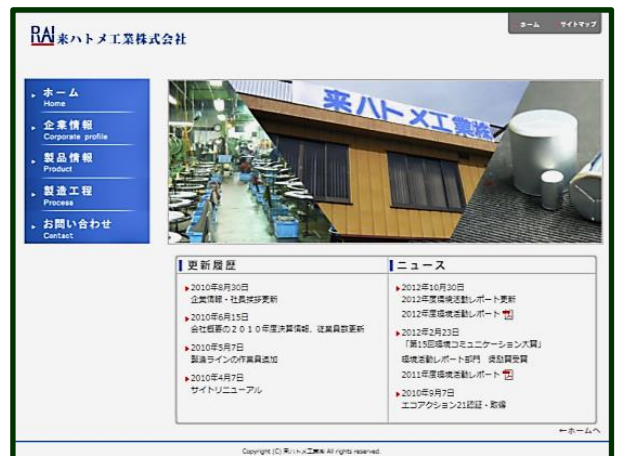 RAI 来ハトメ工業株式会社
ホーム サイトマップ
ホーム
Home
企業情報
Corporate profile
製品情報
Product
製造工程
Process
お問い合わせ
Contact
来ハトメ工業㈱
更新履歴
2010年8月30日
企業情報・社長挨拶更新
2010年6月15日
会社概要の2010年度決算情報、従業員数更新
2010年5月7日
製造ラインの作業員追加
2010年4月7日
サイトリニューアル
ニュース
2012年10月30日
2012年度環境活動レポート更新
2012年度環境活動レポート
2012年2月23日
「第15回環境コミュニケーション大賞」
環境活動レポート部門 奨励賞受賞
2011年度環境活動レポート
2010年9月7日
エコアクション21認証・取得
←ホームへ
Copyright (C) 来ハトメ工業㈱ All rights reserved.